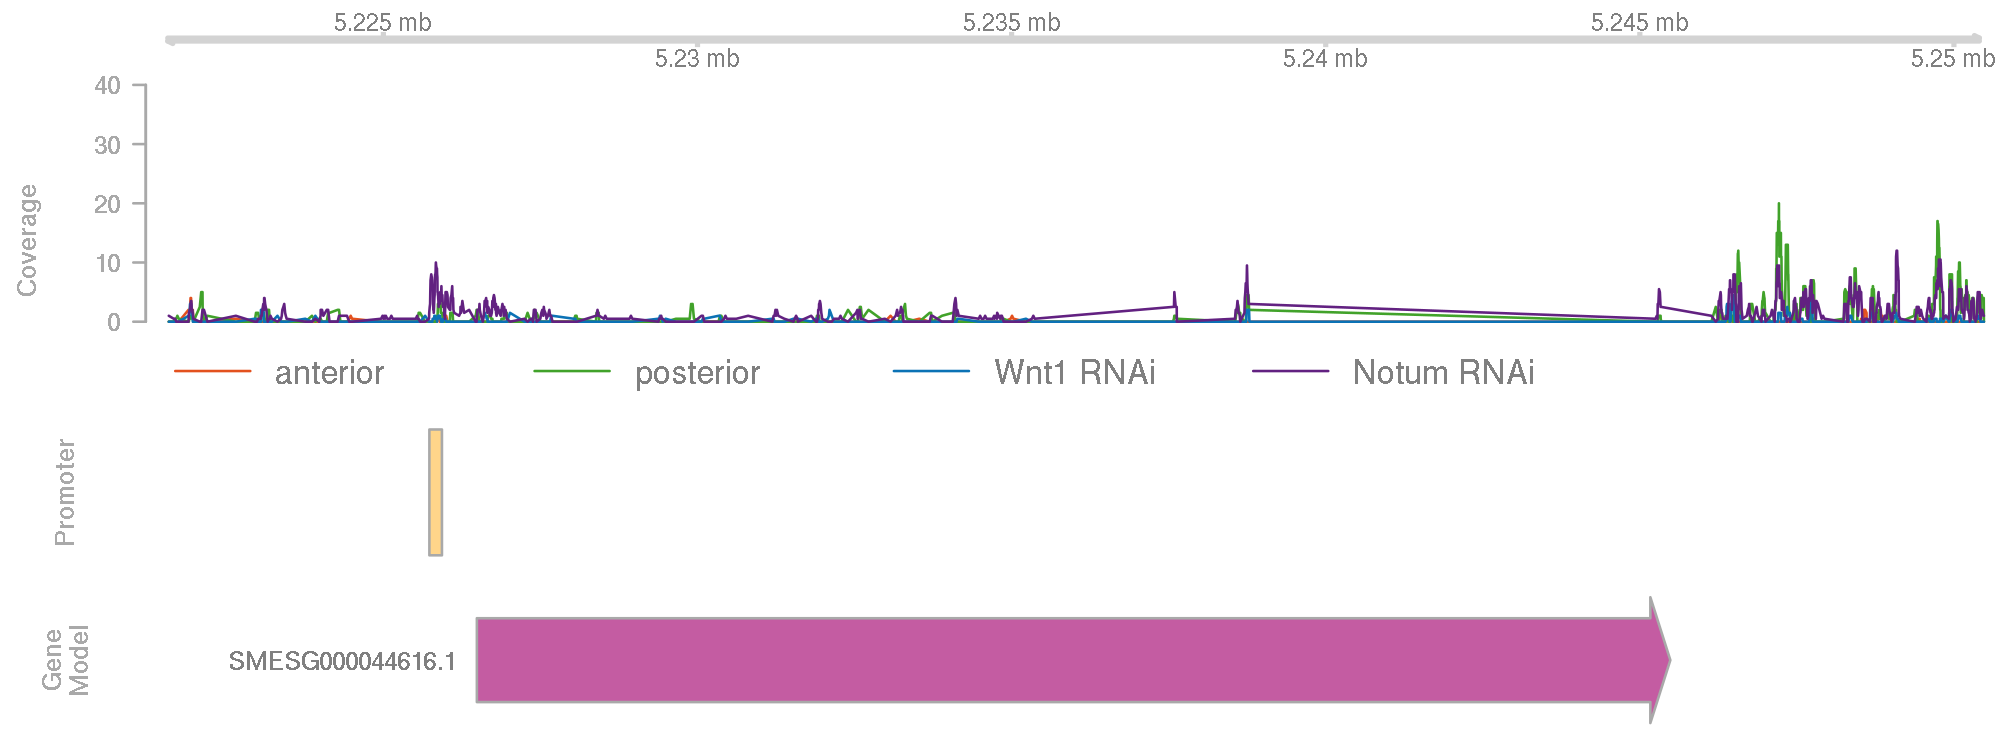 5.225 mb 5.235 mb 5.245 mb
5.23 mb 5.24 mb 5.25 mb
Coverage
40
30
20
10
0
anterior posterior Wnt1 RNAi Notum RNAi
Promoter
Gene
Model
SMESG000044616.1